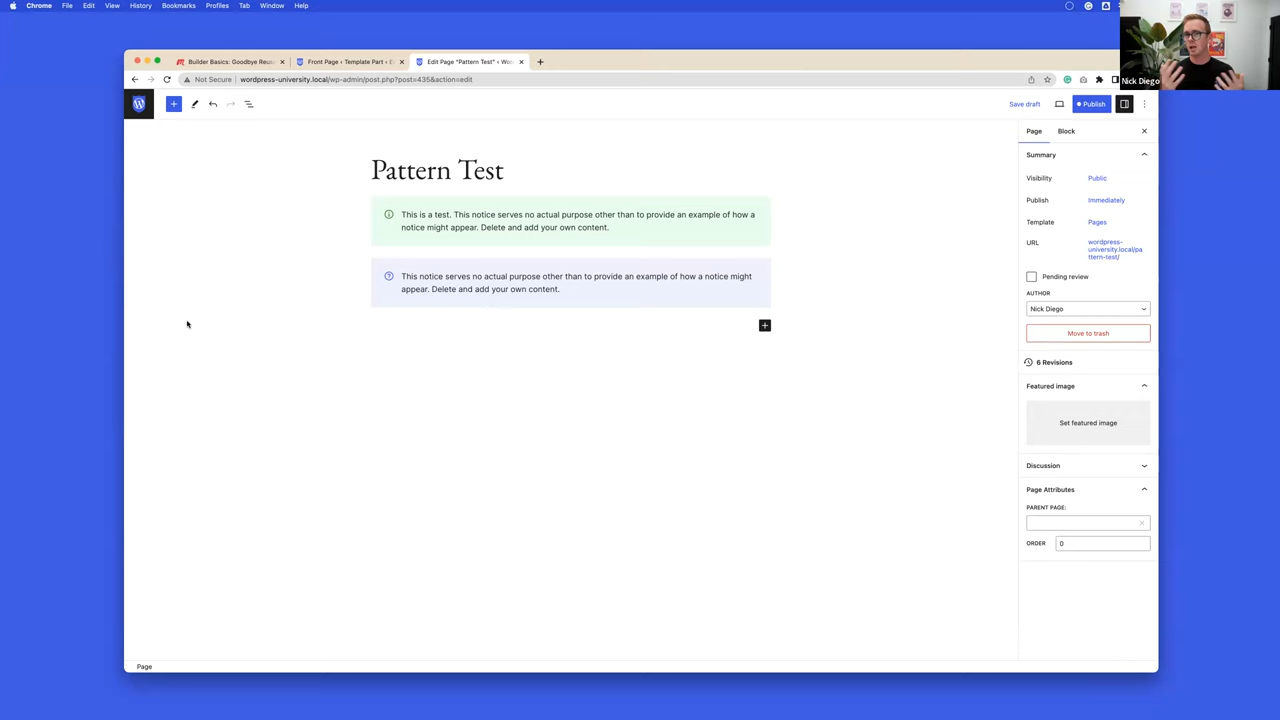 Chrome File Edit View History Bookmarks Profiles Tab Window Help
Nick Diego
Builder Basics: Goodbye Reus
Front Page ‹ Template Part ‹ G
Edit Page "Pattern Test" ‹ Wor
Not Secure wordpress-university.local/wp-admin/post.php?post=435&action=edit
Save draft
Publish
Page
Block
Summary
Pattern Test
Visibility
Public
Publish
Immediately
This is a test. This notice serves no actual purpose other than to provide an example of how a
notice might appear. Delete and add your own content.
Template
Pages
URL
wordpress-
university.local/pa
ttern-test/
This notice serves no actual purpose other than to provide an example of how a notice might
appear. Delete and add your own content.
Pending review
AUTHOR
Nick Diego
Move to trash
6 Revisions
Featured image
Set featured image
Discussion
Page Attributes
PARENT PAGE:
ORDER
0
Page